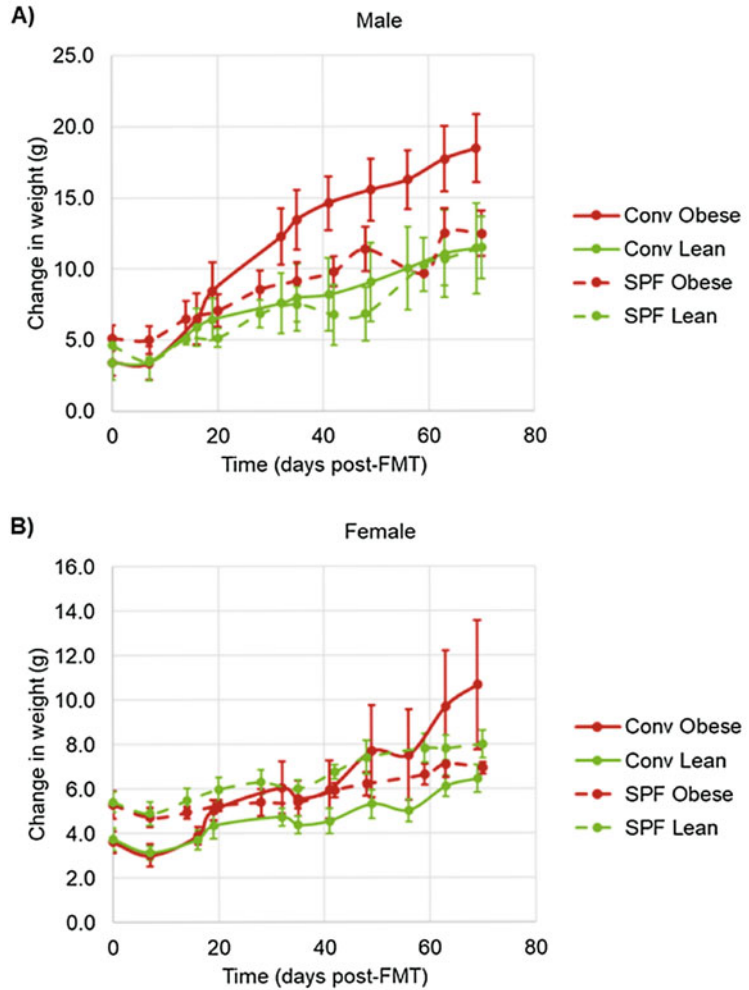 A)
Male
25.0
20.0
15.0
10.0
5.0
0.0
Change in weight (g)
0 20 40 60 80
Time (days post-FMT)
Conv Obese
Conv Lean
SPF Obese
SPF Lean
B)
Female
16.0
14.0
12.0
10.0
8.0
6.0
4.0
2.0
0.0
Change in weight (g)
0 20 40 60 80
Time (days post-FMT)
Conv Obese
Conv Lean
SPF Obese
SPF Lean